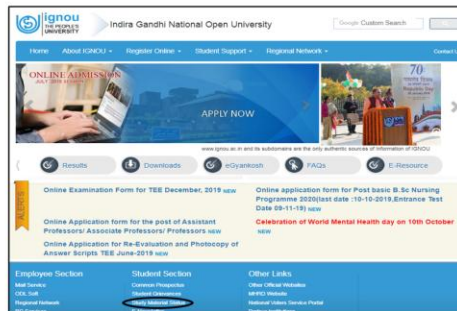 ignou
THE PEOPLE'S
UNIVERSITY
Indira Gandhi National Open University
Google Custom Search
Home
About IGNOU
Register Online
Student Support
Regional Network
Contact U
ONLINE ADMISSION
APPLY NOW
70
www.ignou.ac.in and its subdomains are the only authentic sources of information of IGNOU
Results
Downloads
eGyankosh
FAQs
E-Resource
ALERTS
Online Examination Form for TEE December, 2019 NEW
Online application form for Post basic B.Sc Nursing
Programme 2020(last date :10-10-2019,Entrance Test
Date 09-11-19) NEW
Online Application form for the post of Assistant
Professors/ Associate Professors/ Professors NEW
Celebration of World Mental Health day on 10th October
NEW
Online Application for Re-Evaluation and Photocopy of
Answer Scripts TEE June-2019 NEW
Employee Section
Mail Service
ODL Soft
Regional Network
Student Section
Common Prospectus
Student Grievances
Study Material Status
Other Links
Other Official Websites
MHRD Website
National Voters Service Portal